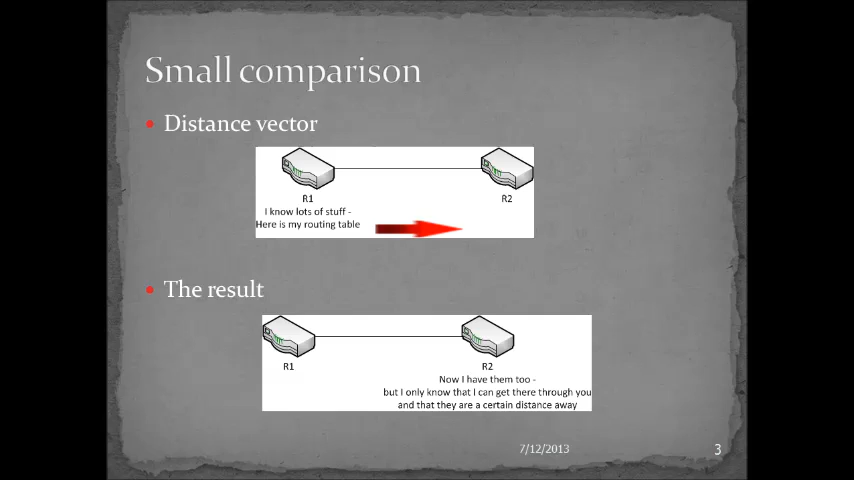 Small comparison
Distance vector
R1
R2
I know lots of stuff -
Here is my routing table
The result
R1
R2
Now I have them too -
but I only know that I can get there through you
and that they are a certain distance away
7/12/2013
3